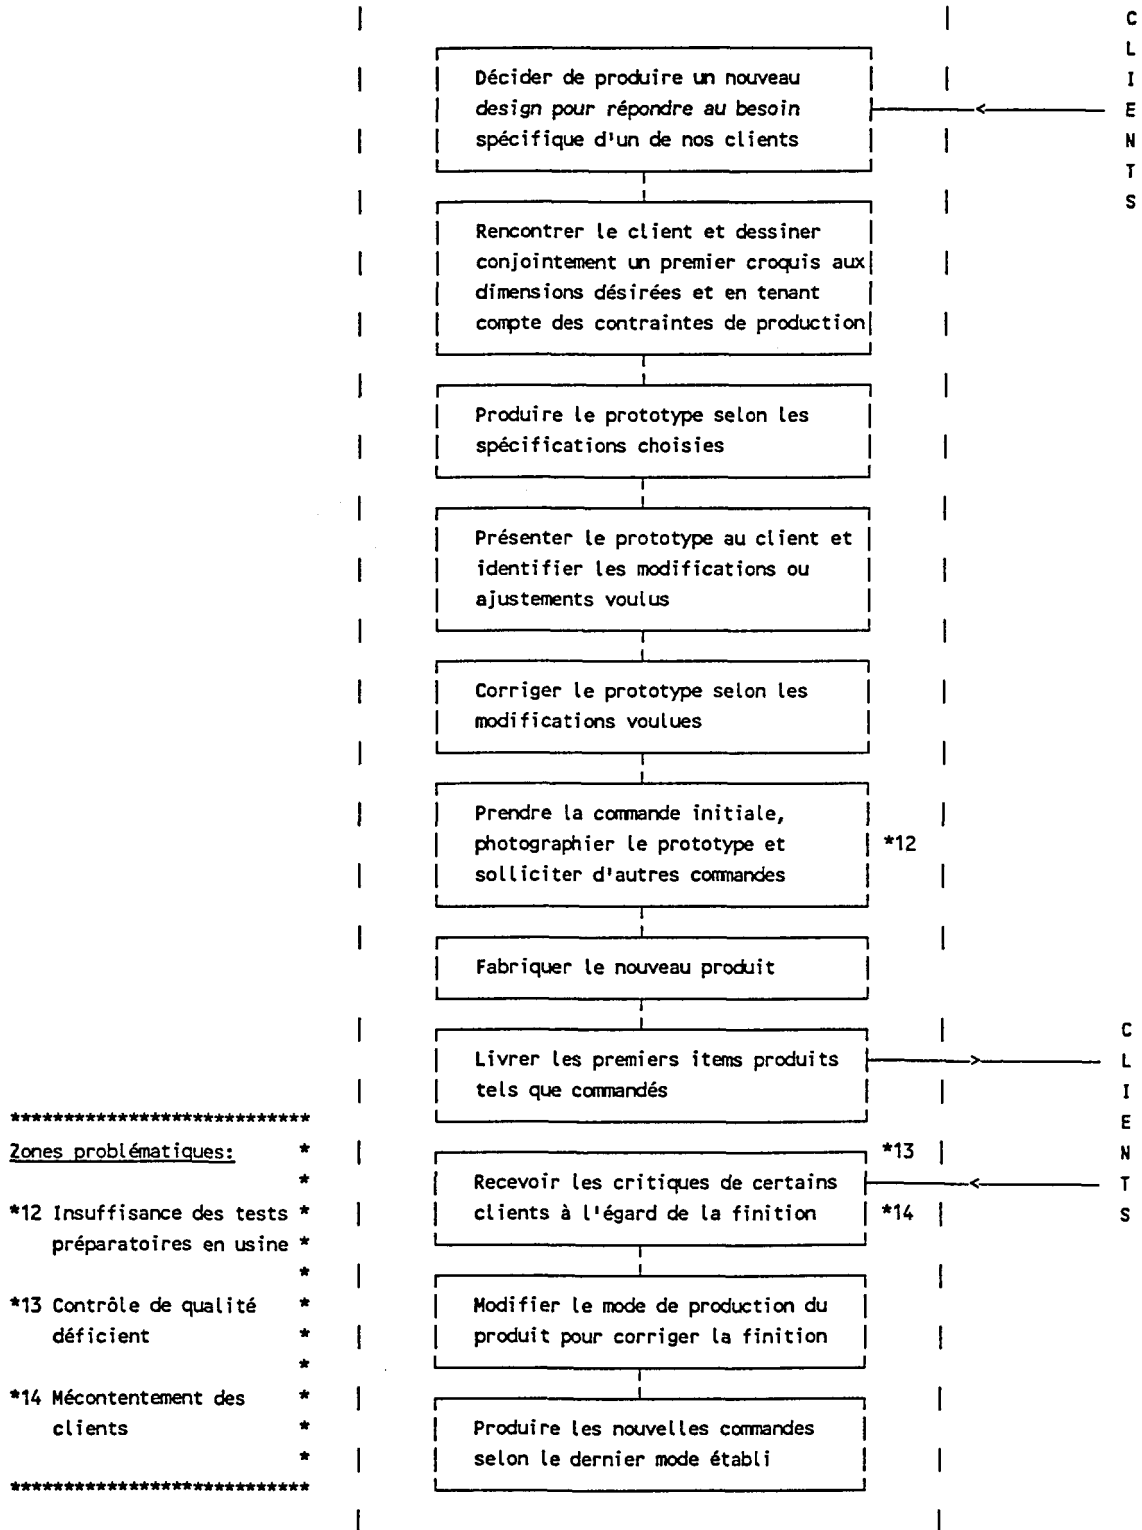 CLIENTS
Décider de produire un nouveau
design pour répondre au besoin
spécifique d'un de nos clients
Rencontrer le client et dessiner
conjointement un premier croquis aux
dimensions désirées et en tenant
compte des contraintes de production
Produire le prototype selon les
spécifications choisies
Présenter le prototype au client et
identifier les modifications ou
ajustements voulus
Corriger le prototype selon les
modifications voulues
Prendre la commande initiale,
photographier le prototype et
solliciter d'autres commandes
*12
Fabriquer le nouveau produit
Livrer les premiers items produits
tels que commandés
CLIENTS
*13
Recevoir les critiques de certains
clients à l'égard de la finition
*14
Modifier le mode de production du
produit pour corriger la finition
Produire les nouvelles commandes
selon le dernier mode établi
****************************
Zones problématiques: *
*
*12 Insuffisance des tests *
préparatoires en usine *
*
*13 Contrôle de qualité *
déficient *
*
*14 Mécontentement des *
clients *
*
****************************